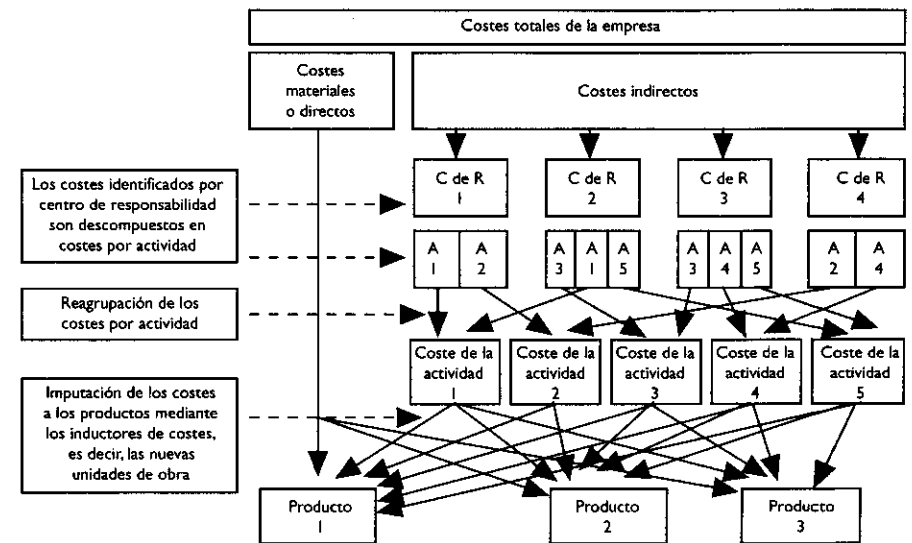 Costes totales de la empresa
Costes
materiales
o directos
Costes indirectos
C de R
1
C de R
2
C de R
3
C de R
4
Los costes identificados por
centro de responsabilidad
son descompuestos en
costes por actividad
A
1
A
2
A
3
A
1
A
5
A
3
A
4
A
5
A
2
A
4
Reagrupación de los
costes por actividad
Coste de la
actividad
1
Coste de la
actividad
2
Coste de la
actividad
3
Coste de la
actividad
4
Coste de la
actividad
5
Imputación de los costes
a los productos mediante
los inductores de costes,
es decir, las nuevas
unidades de obra
Producto
1
Producto
2
Producto
3